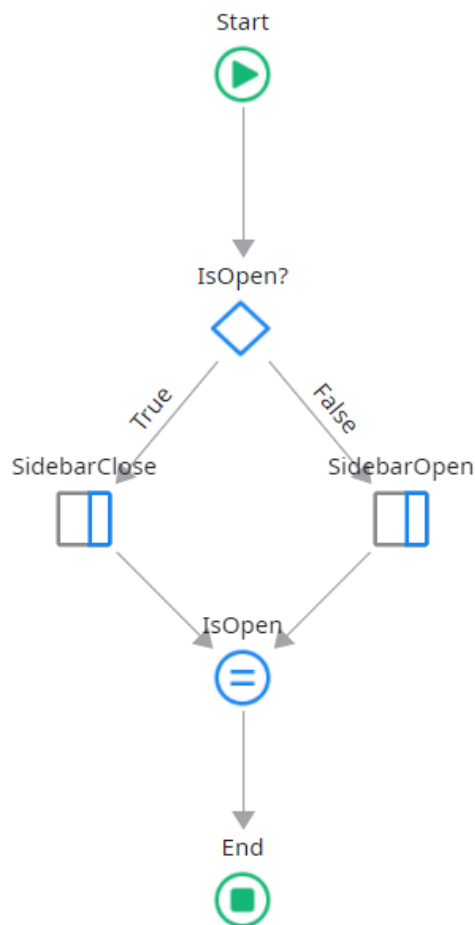 Start
IsOpen?
True
False
SidebarClose
SidebarOpen
IsOpen
End